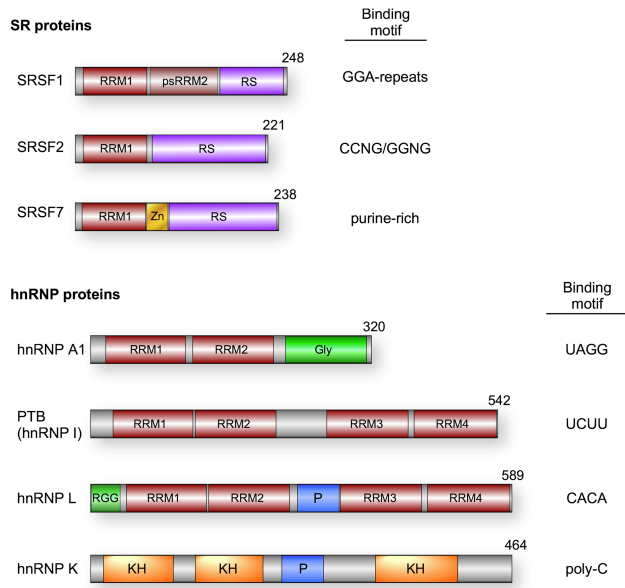 SR proteins
Binding
motif
248
SRSF1
RRM1 psRRM2 RS
GGA-repeats
221
SRSF2
RRM1 RS
CCNG/GGNG
238
SRSF7
RRM1 Zn RS
purine-rich
hnRNP proteins
Binding
motif
320
hnRNP A1
RRM1 RRM2 Gly
UAGG
542
PTB
(hnRNP I)
RRM1 RRM2 RRM3 RRM4
UCUU
589
hnRNP L
RGG RRM1 RRM2 P RRM3 RRM4
CACA
464
hnRNP K
KH KH P KH
poly-C